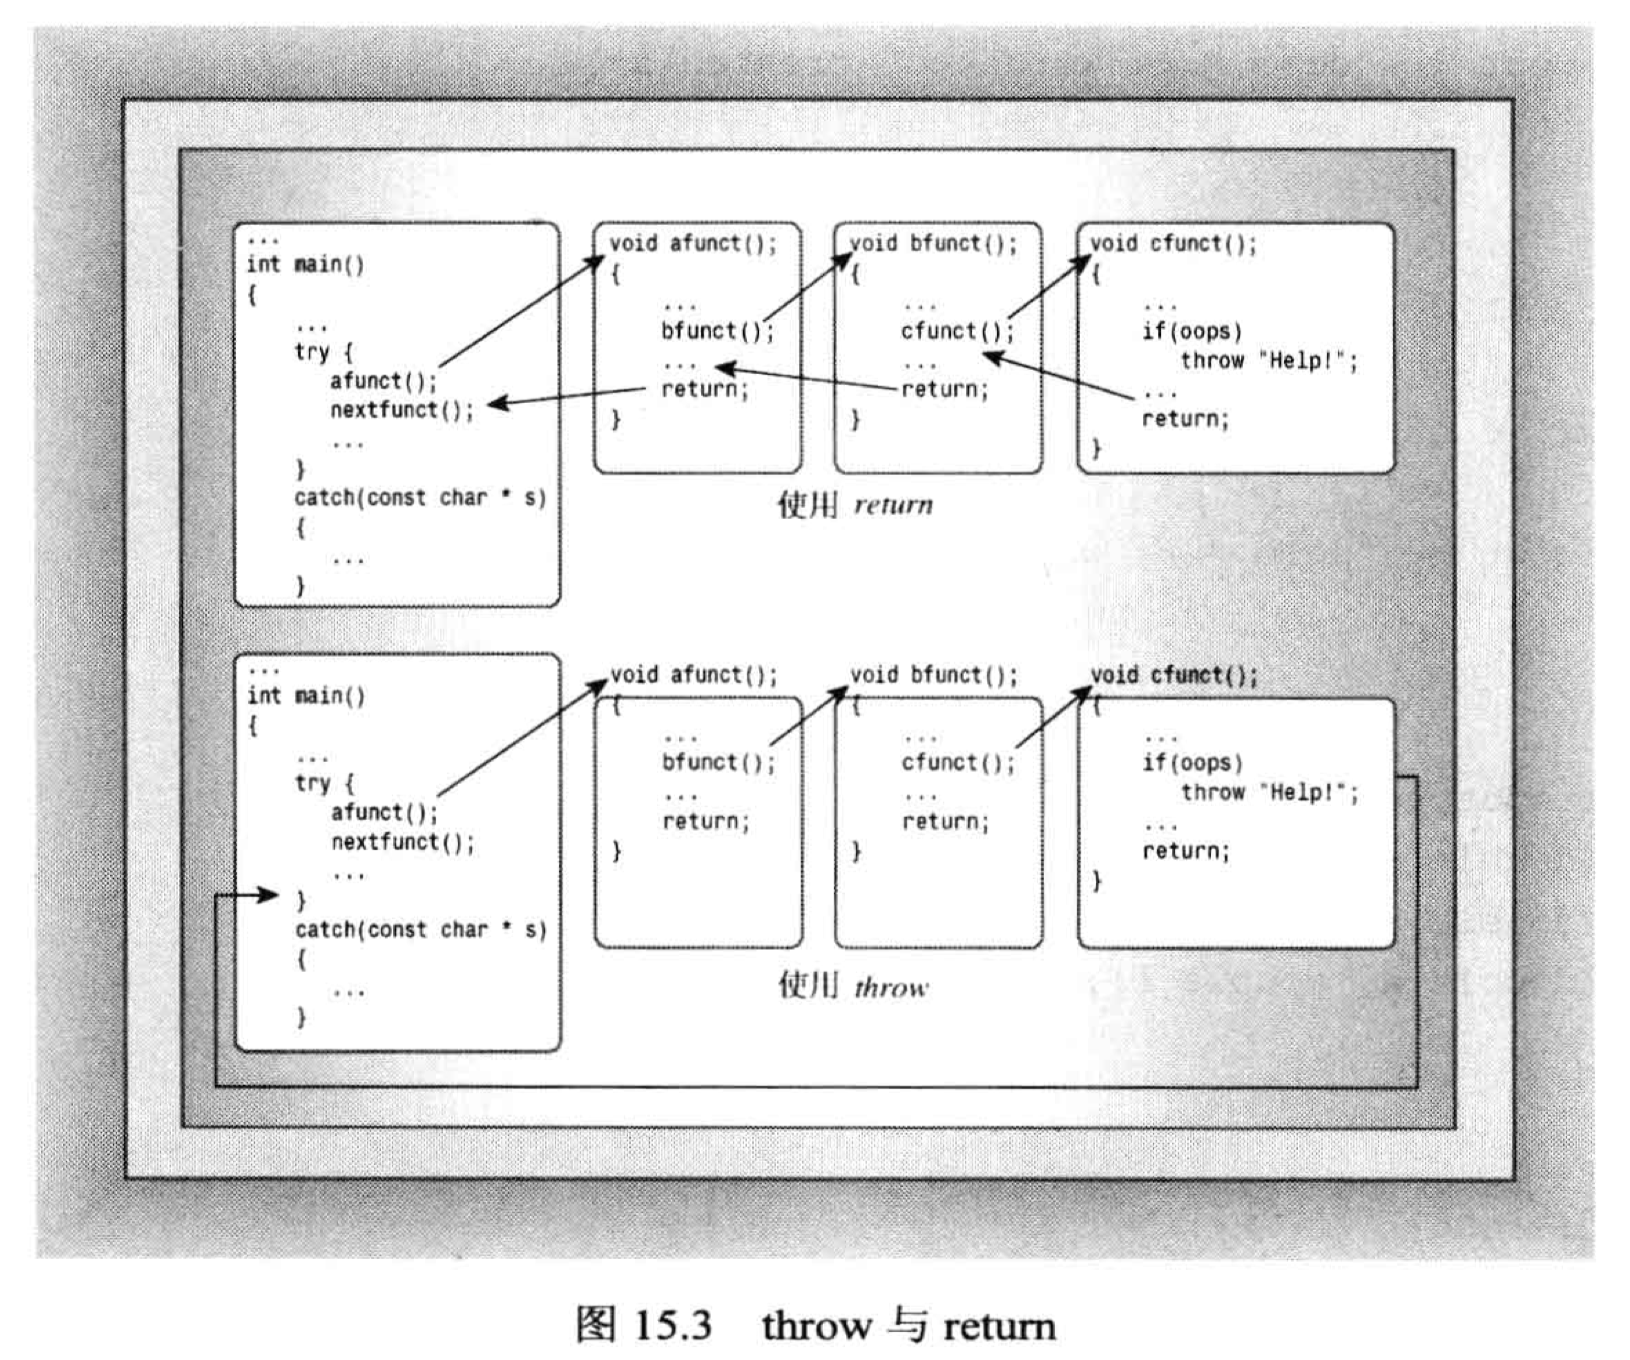 ...
int main()
{
...
try {
afunct();
nextfunct();
...
}
catch(const char * s)
{
...
}
void afunct();
{
...
bfunct();
...
return;
}
void bfunct();
{
...
cfunct();
...
return;
}
void cfunct();
{
...
if(oops)
throw "Help!";
...
return;
}
使用 return
...
int main()
{
...
try {
afunct();
nextfunct();
...
}
catch(const char * s)
{
...
}
void afunct();
{
...
bfunct();
...
return;
}
void bfunct();
{
...
cfunct();
...
return;
}
void cfunct();
{
...
if(oops)
throw "Help!";
...
return;
}
使用 throw
图 15.3 throw 与 return